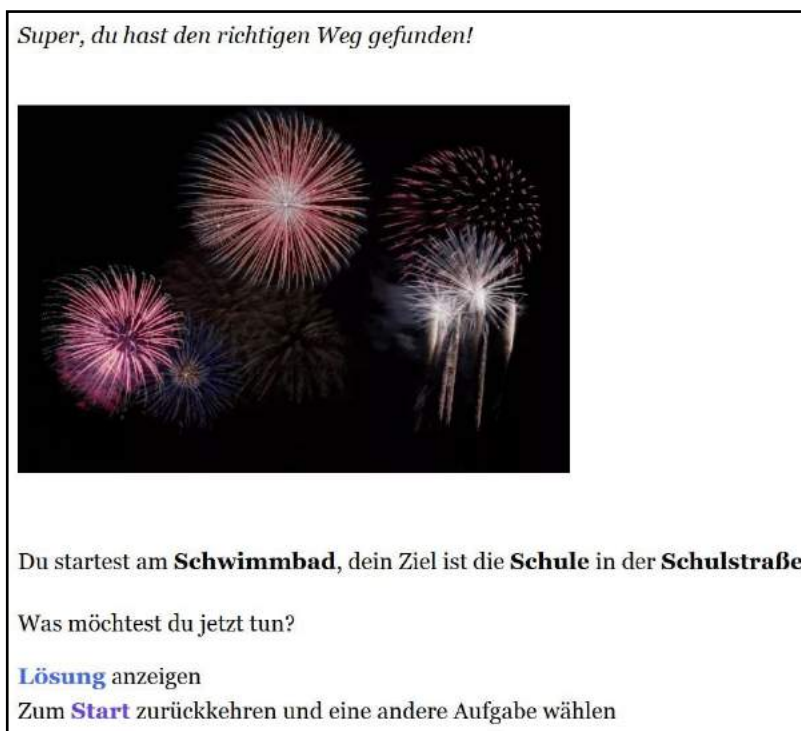 Super, du hast den richtigen Weg gefunden!
Du startest am Schwimmbad, dein Ziel ist die Schule in der Schulstraße
Was möchtest du jetzt tun?
Lösung anzeigen
Zum Start zurückkehren und eine andere Aufgabe wählen